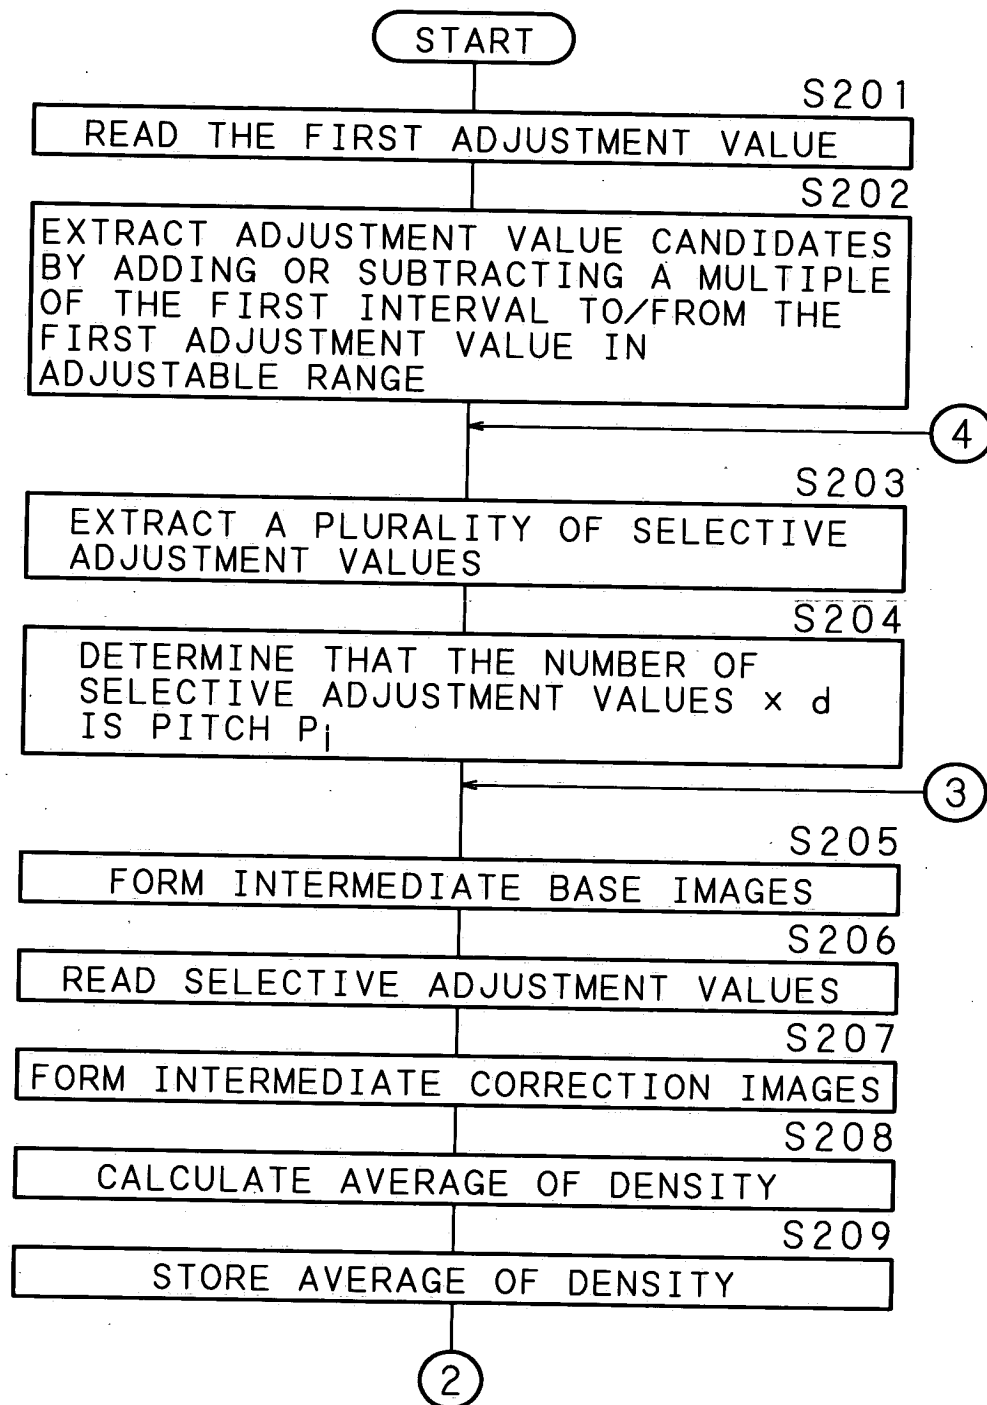 START
S201
READ THE FIRST ADJUSTMENT VALUE
S202
EXTRACT ADJUSTMENT VALUE CANDIDATES
BY ADDING OR SUBTRACTING A MULTIPLE
OF THE FIRST INTERVAL TO/FROM THE
FIRST ADJUSTMENT VALUE IN
ADJUSTABLE RANGE
4
S203
EXTRACT A PLURALITY OF SELECTIVE
ADJUSTMENT VALUES
S204
DETERMINE THAT THE NUMBER OF
SELECTIVE ADJUSTMENT VALUES × d
IS PITCH Pi
3
S205
FORM INTERMEDIATE BASE IMAGES
S206
READ SELECTIVE ADJUSTMENT VALUES
S207
FORM INTERMEDIATE CORRECTION IMAGES
S208
CALCULATE AVERAGE OF DENSITY
S209
STORE AVERAGE OF DENSITY
2